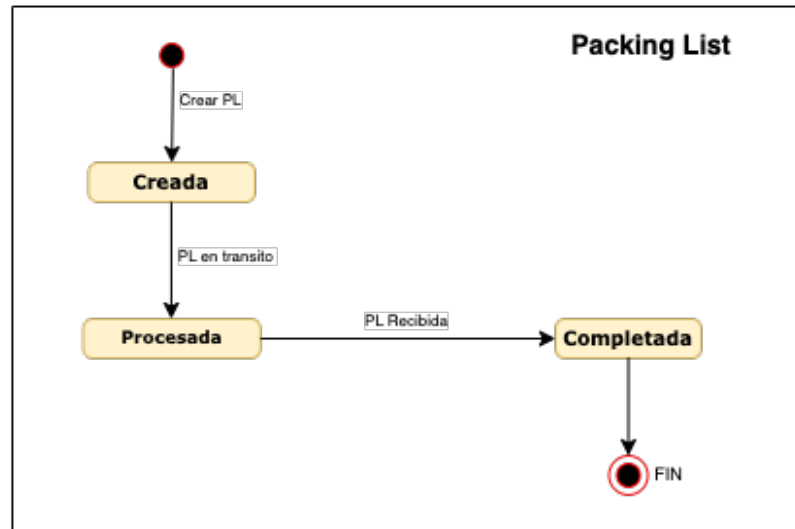 Packing List
Crear PL
Creada
PL en transito
Procesada
PL Recibida
Completada
FIN